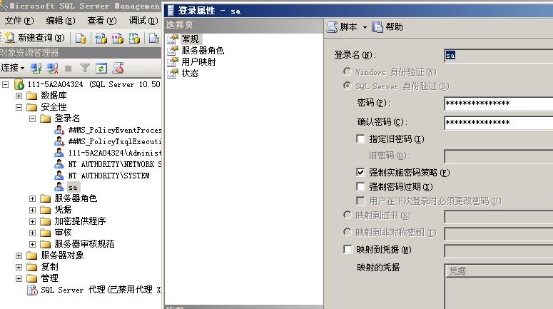 Microsoft SQL Server Manageme
文件(F) 编辑(E) 查看(V) 调试(D)
新建查询(N)
对象资源管理器
连接
111-5A2A04324 (SQL Server 10.50
数据库
安全性
登录名
##MS_PolicyEventProces
##MS_PolicyTsqlExecuti
111-5A2A04324\Administ
NT AUTHORITY\NETWORK S
NT AUTHORITY\SYSTEM
sa
服务器角色
凭据
加密提供程序
审核
服务器审核规范
服务器对象
复制
管理
SQL Server 代理(已禁用代理 X
登录属性 - sa
选择页
常规
服务器角色
用户映射
状态
脚本 帮助
登录名(N): sa
Windows 身份验证(W)
SQL Server 身份验证(S)
密码(P): ***************
确认密码(C): ***************
指定旧密码(I)
旧密码(O):
强制实施密码策略(F)
强制密码过期(X)
用户在下次登录时必须更改密码(U)
映射到证书(R)
映射到非对称密钥(T)
映射到凭据(M)
映射的凭据 凭据